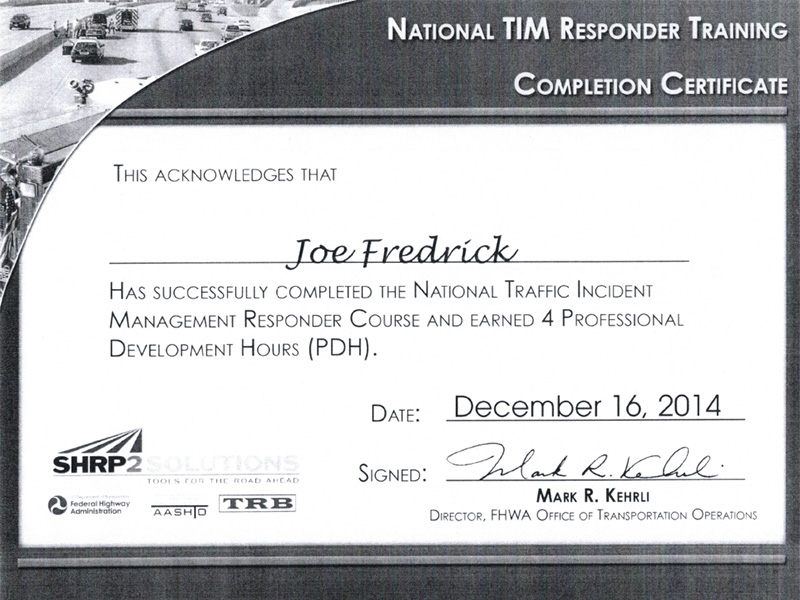 National TIM Responder Training
Completion Certificate
This acknowledges that
Joe Fredrick
Has successfully completed the National Traffic Incident
Management Responder Course and earned 4 Professional
Development Hours (PDH).
Date: December 16, 2014
Signed: Mark R. Kehrli
Mark R. Kehrli
Director, FHWA Office of Transportation Operations
SHRP2 SOLUTIONS
TOOLS FOR THE ROAD AHEAD
Federal Highway
Administration
AASHTO
TRB